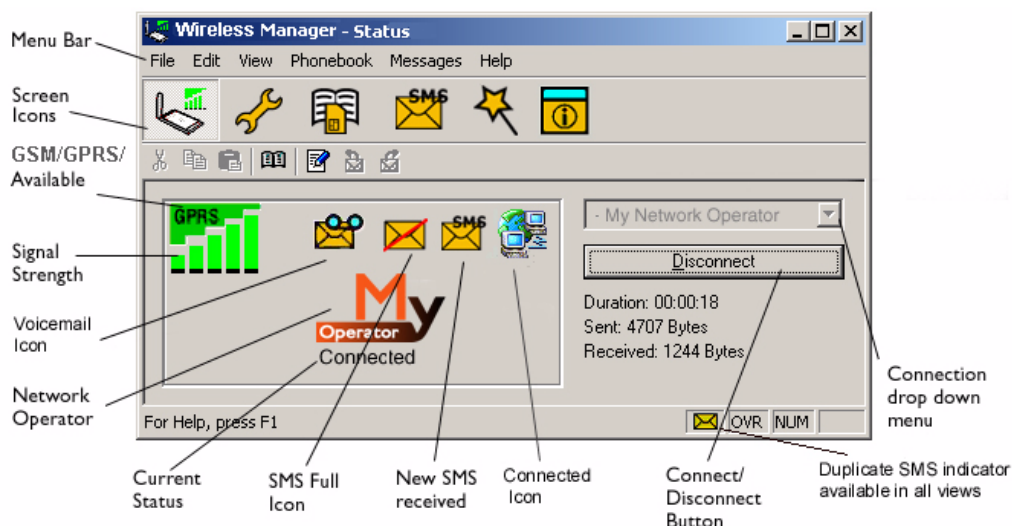 Wireless Manager - Status
Menu Bar
File Edit View Phonebook Messages Help
Screen
Icons
SMS
GSM/GPRS/
Available
GPRS
SMS
- My Network Operator
Signal
Strength
Disconnect
My
Operator
Connected
Duration: 00:00:18
Sent: 4707 Bytes
Received: 1244 Bytes
Voicemail
Icon
Network
Operator
Connection
drop down
menu
For Help, press F1
OVR NUM
Current
Status
SMS Full
Icon
New SMS
received
Connected
Icon
Connect/
Disconnect
Button
Duplicate SMS indicator
available in all views